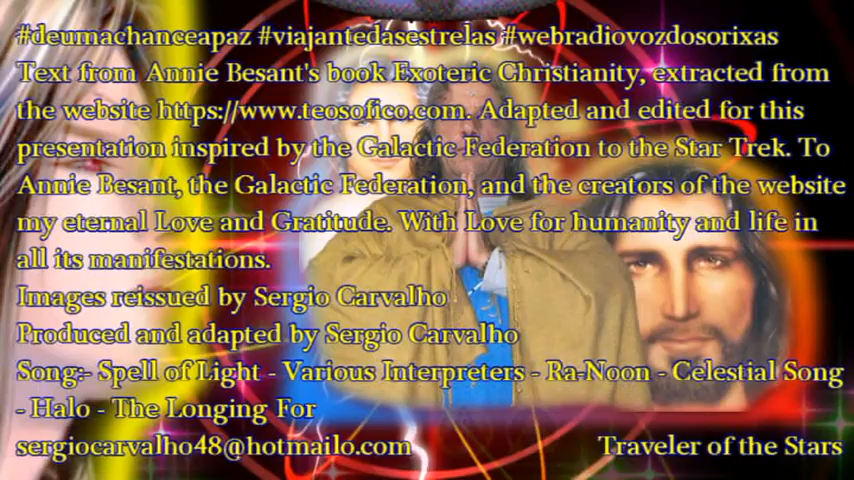 #deumachanceapaz #viajantedasestrelas #webradiovozdosorixas
Text from Annie Besant's book Exoteric Christianity, extracted from
the website https://www.teosofico.com. Adapted and edited for this
presentation inspired by the Galactic Federation to the Star Trek. To
Annie Besant, the Galactic Federation, and the creators of the website
my eternal Love and Gratitude. With Love for humanity and life in
all its manifestations.
Images reissued by Sergio Carvalho
Produced and adapted by Sergio Carvalho
Song:- Spell of Light - Various Interpreters - Ra-Noon - Celestial Song
- Halo - The Longing For
sergiocarvalho48@hotmailo.com Traveler of the Stars